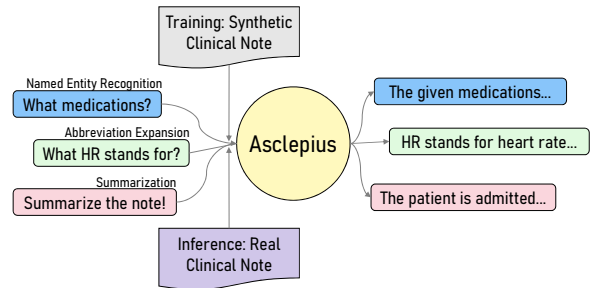 Training: Synthetic
Clinical Note
Named Entity Recognition
What medications?
Abbreviation Expansion
What HR stands for?
Summarization
Summarize the note!
Asclepius
The given medications...
HR stands for heart rate...
The patient is admitted...
Inference: Real
Clinical Note